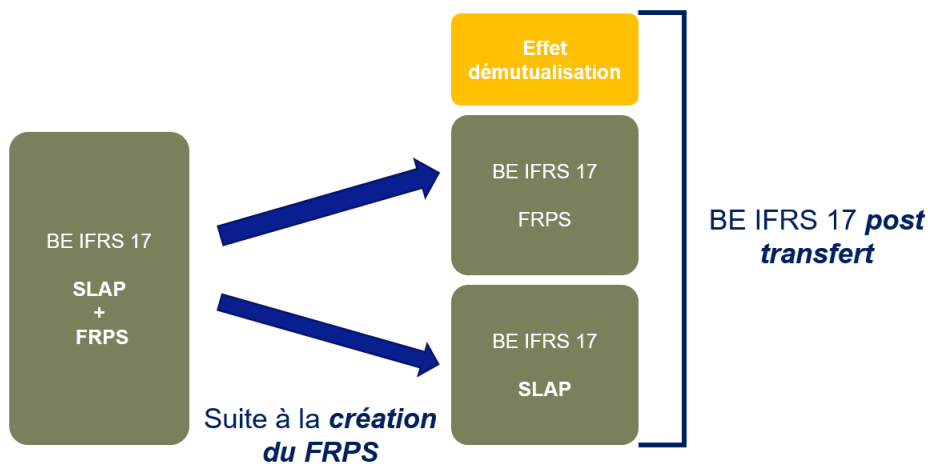 BE IFRS 17
SLAP
+
FRPS
Suite à la création
du FRPS
Effet
démutualisation
BE IFRS 17
FRPS
BE IFRS 17
SLAP
BE IFRS 17 post
transfert